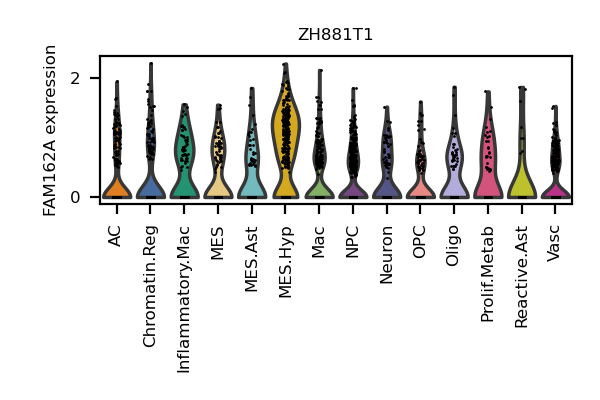 ZH881T1
FAM162A expression
2
0
AC
Chromatin.Reg
Inflammatory.Mac
MES
MES.Ast
MES.Hyp
Mac
NPC
Neuron
OPC
Oligo
Prolif.Metab
Reactive.Ast
Vasc